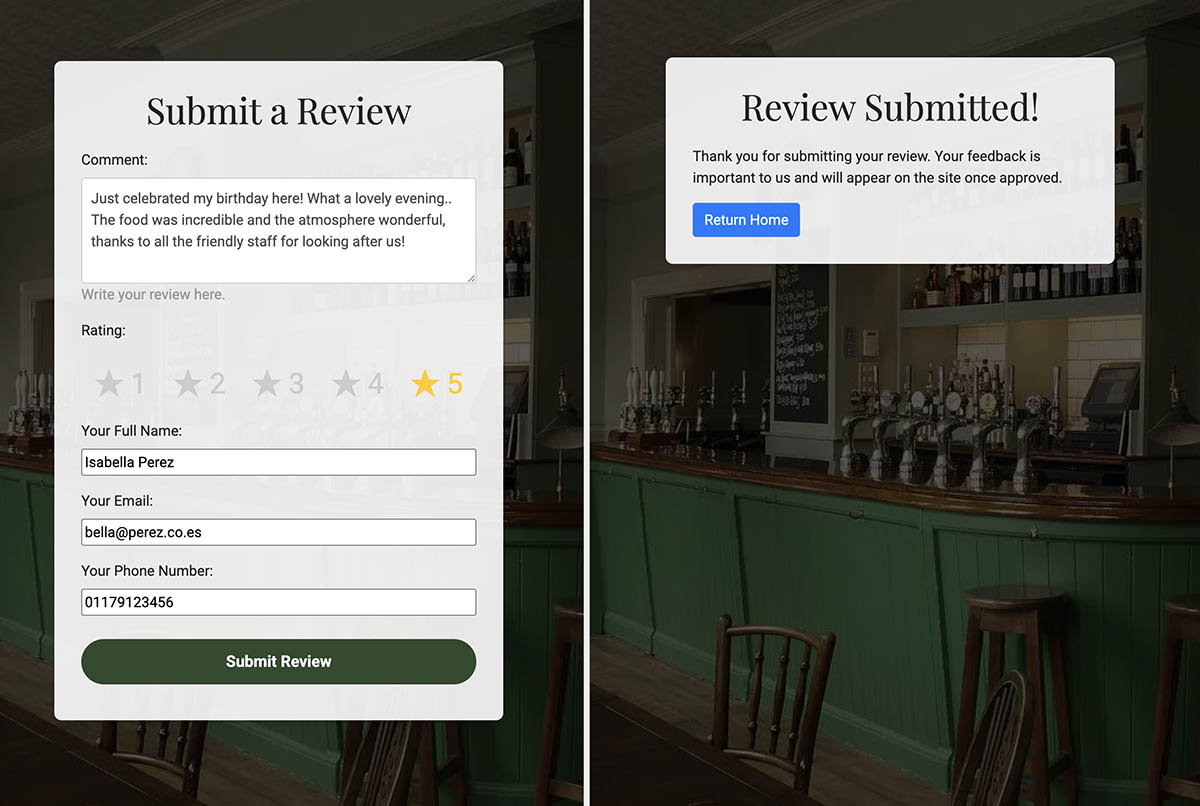 Submit a Review
Comment:
Just celebrated my birthday here! What a lovely evening..
The food was incredible and the atmosphere wonderful,
thanks to all the friendly staff for looking after us!
Write your review here.
Rating:
★ 1 ★ 2 ★ 3 ★ 4 ★ 5
Your Full Name:
Isabella Perez
Your Email:
bella@perez.co.es
Your Phone Number:
01179123456
Submit Review
Review Submitted!
Thank you for submitting your review. Your feedback is
important to us and will appear on the site once approved.
Return Home